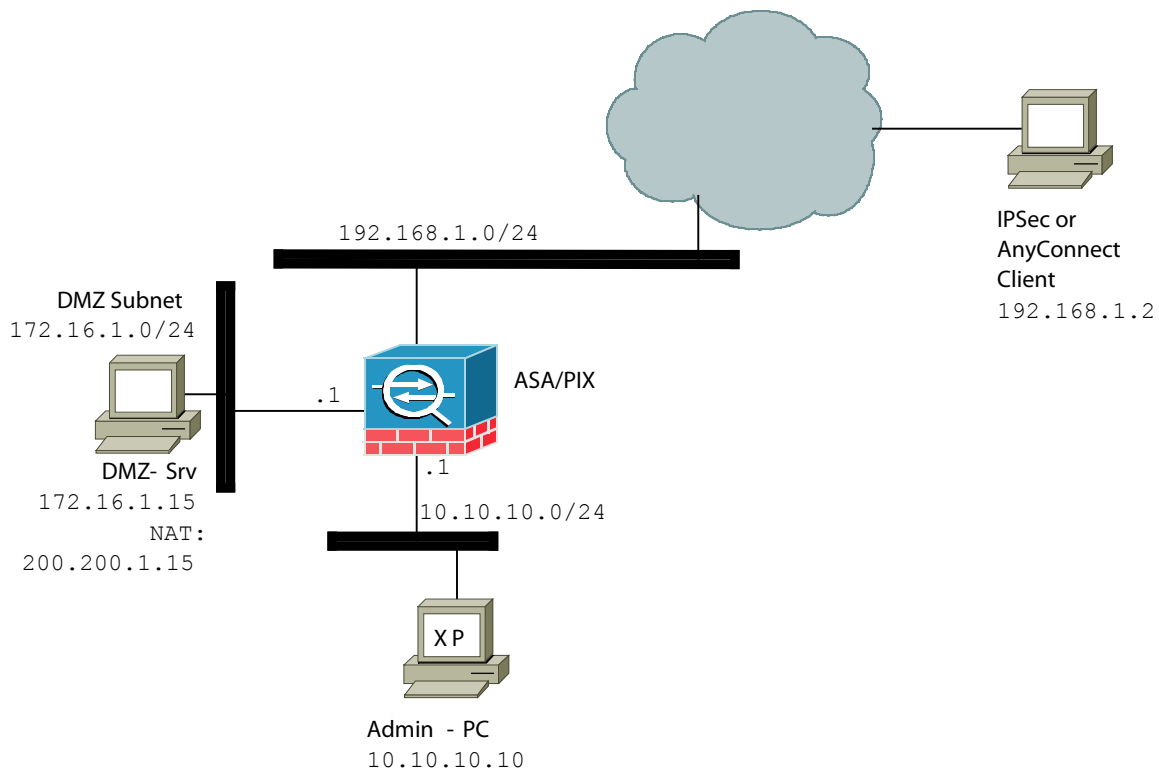 192.168.1.0/24
IPSec or
AnyConnect
Client
192.168.1.2
DMZ Subnet
172.16.1.0/24
.1
ASA/PIX
DMZ- Srv
172.16.1.15
NAT:
200.200.1.15
.1
10.10.10.0/24
XP
Admin - PC
10.10.10.10